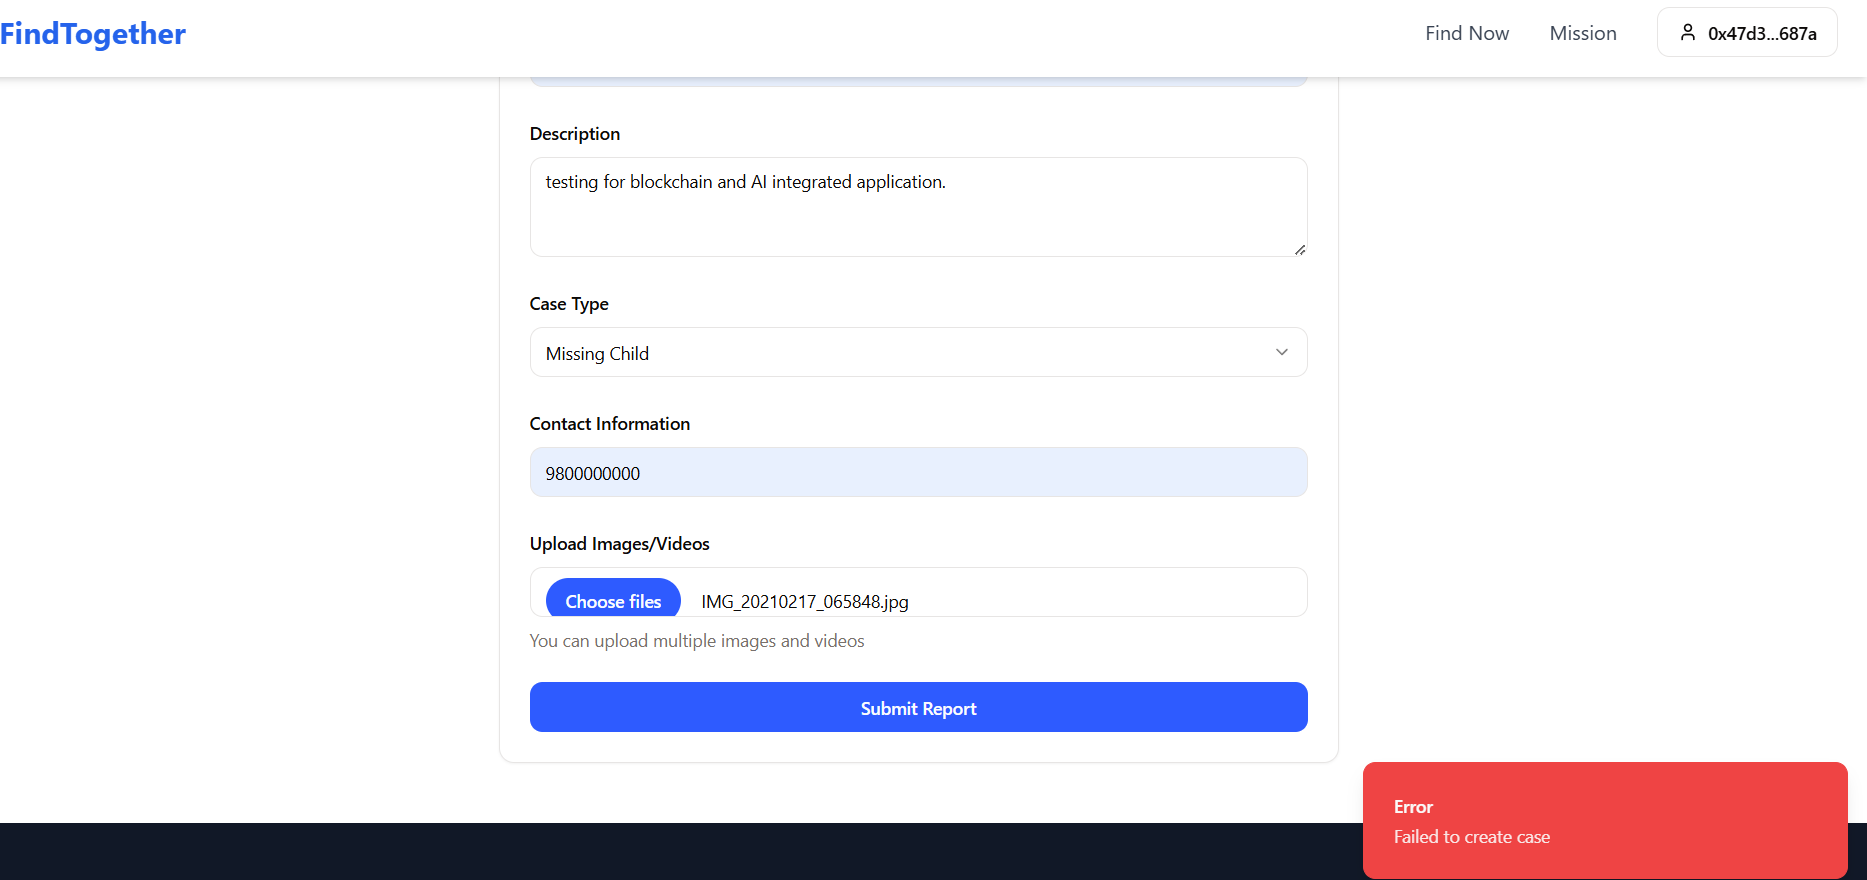 FindTogether
Find Now
Mission
0x47d3...687a
Description
testing for blockchain and AI integrated application.
Case Type
Missing Child
Contact Information
9800000000
Upload Images/Videos
Choose files IMG_20210217_065848.jpg
You can upload multiple images and videos
Submit Report
Error
Failed to create case